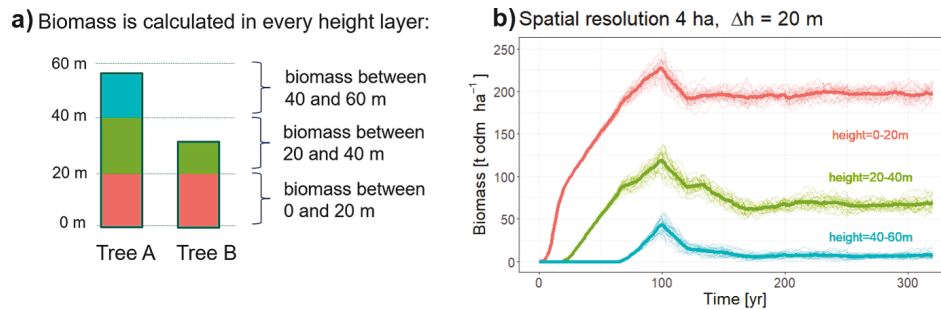 a) Biomass is calculated in every height layer:
60 m
40 m
20 m
0 m
biomass between
40 and 60 m
biomass between
20 and 40 m
biomass between
0 and 20 m
Tree A
Tree B
b) Spatial resolution 4 ha, Δh = 20 m
Biomass [t odm ha⁻¹]
250
200
150
100
50
0
height=0-20m
height=20-40m
height=40-60m
0
100
200
300
Time [yr]